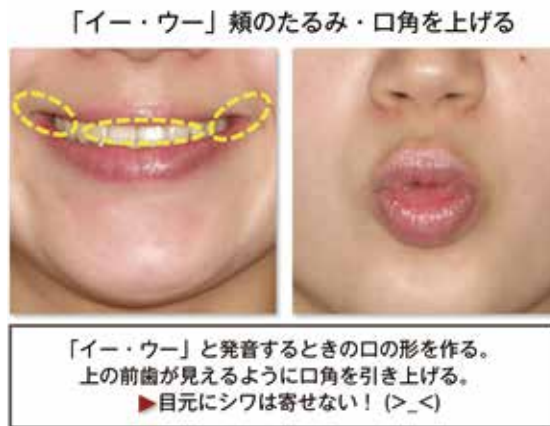 「イー・ウー」頬のたるみ・口角を上げる
「イー・ウー」と発音するときの口の形を作る。
上の前歯が見えるように口角を引き上げる。
▶目元にシワは寄せない！ (>_<)